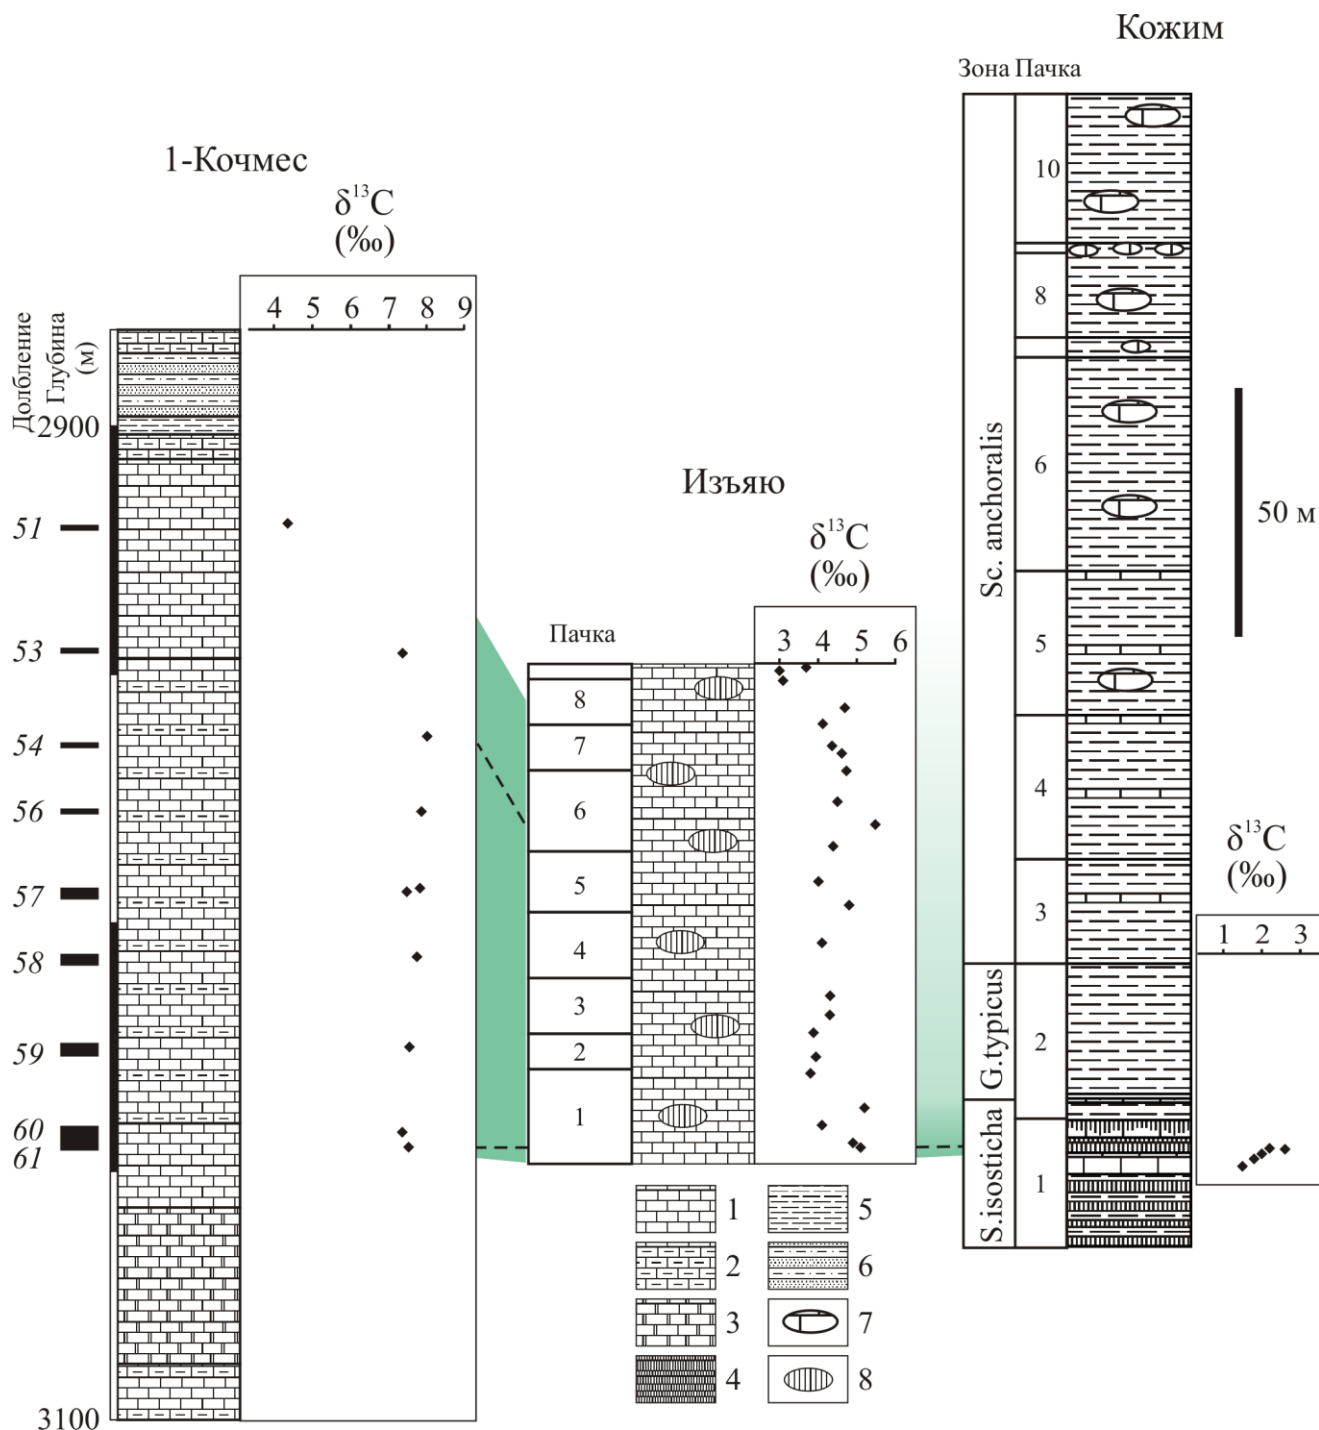 Кожим
Зона Пачка
1-Кочмес
δ¹³C
(‰)
4 5 6 7 8 9
Долбление
Глубина
(м)
2900
51
53
54
56
57
58
59
60
61
3100
Изъяю
δ¹³C
(‰)
Пачка
3 4 5 6
8
7
6
5
4
3
2
1
Sc. anchoralis
G.typicus
S.isosticha
10
8
6
5
4
3
2
1
50 м
δ¹³C
(‰)
1 2 3
1
2
3
4
5
6
7
8